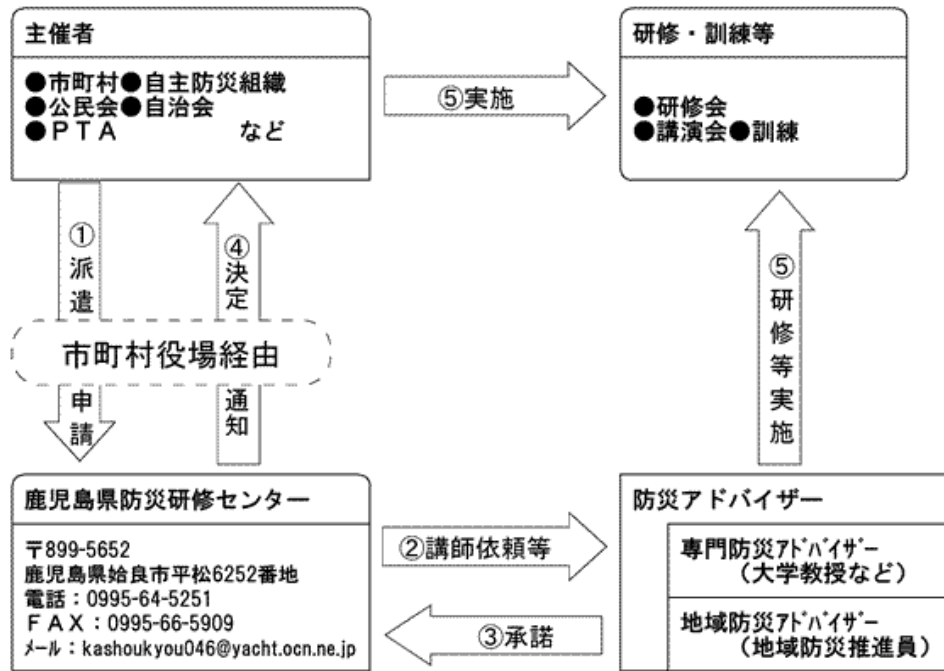 主催者
●市町村●自主防災組織
●公民会●自治会
●ＰＴＡ　　　　　など
⑤実施
研修・訓練等
●研修会
●講演会●訓練
①派遣
申請
④決定
通知
市町村役場経由
⑤研修等実施
鹿児島県防災研修センター
〒899-5652
鹿児島県姶良市平松6252番地
電話：0995-64-5251
ＦＡＸ：0995-66-5909
ﾒｰﾙ：kashoukyou046@yacht.ocn.ne.jp
②講師依頼等
③承諾
防災アドバイザー
専門防災ｱﾄﾞﾊﾞｲｻﾞｰ
（大学教授など）
地域防災ｱﾄﾞﾊﾞｲｻﾞｰ
（地域防災推進員）